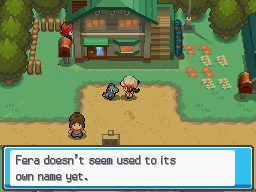 Fera doesn't seem used to its
own name yet.